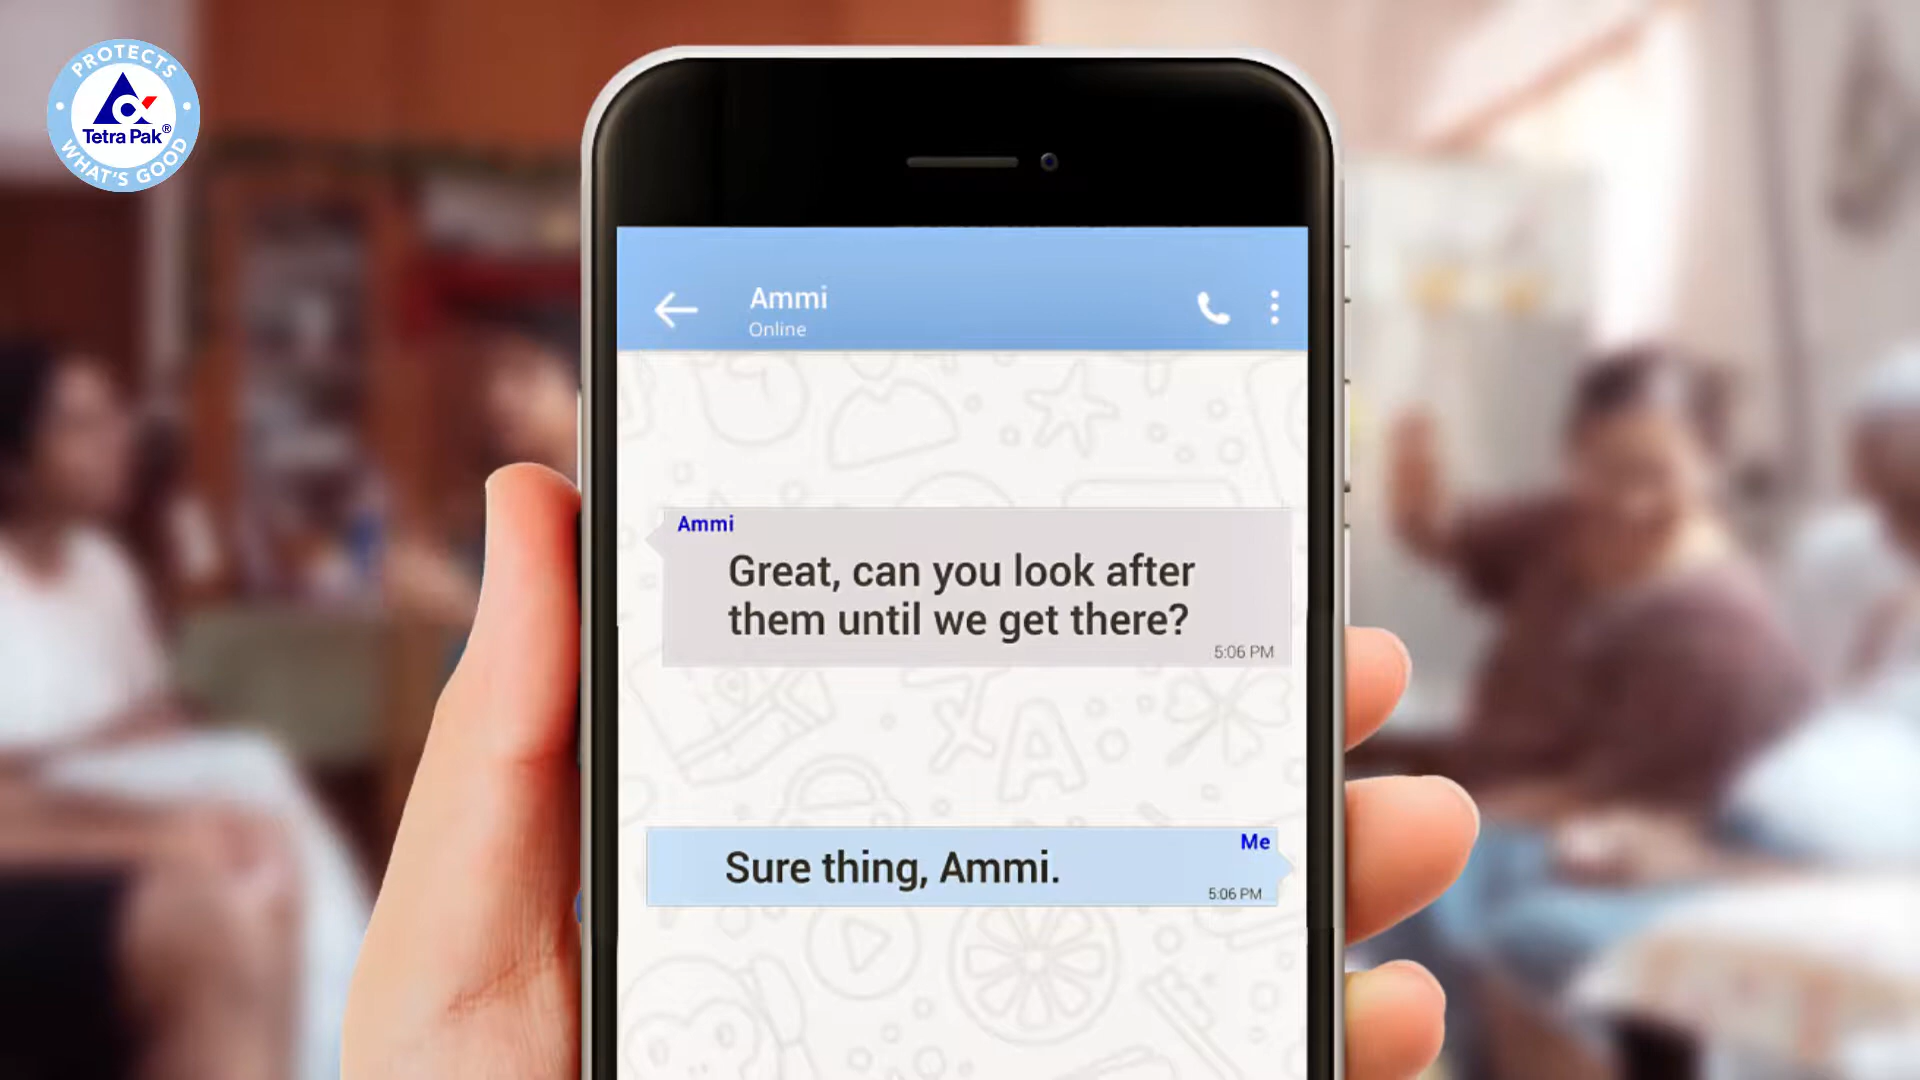 PROTECTS
Tetra Pak®
WHAT'S GOOD
Ammi
Online
Ammi
Great, can you look after
them until we get there?
5:06 PM
Me
Sure thing, Ammi.
5:06 PM